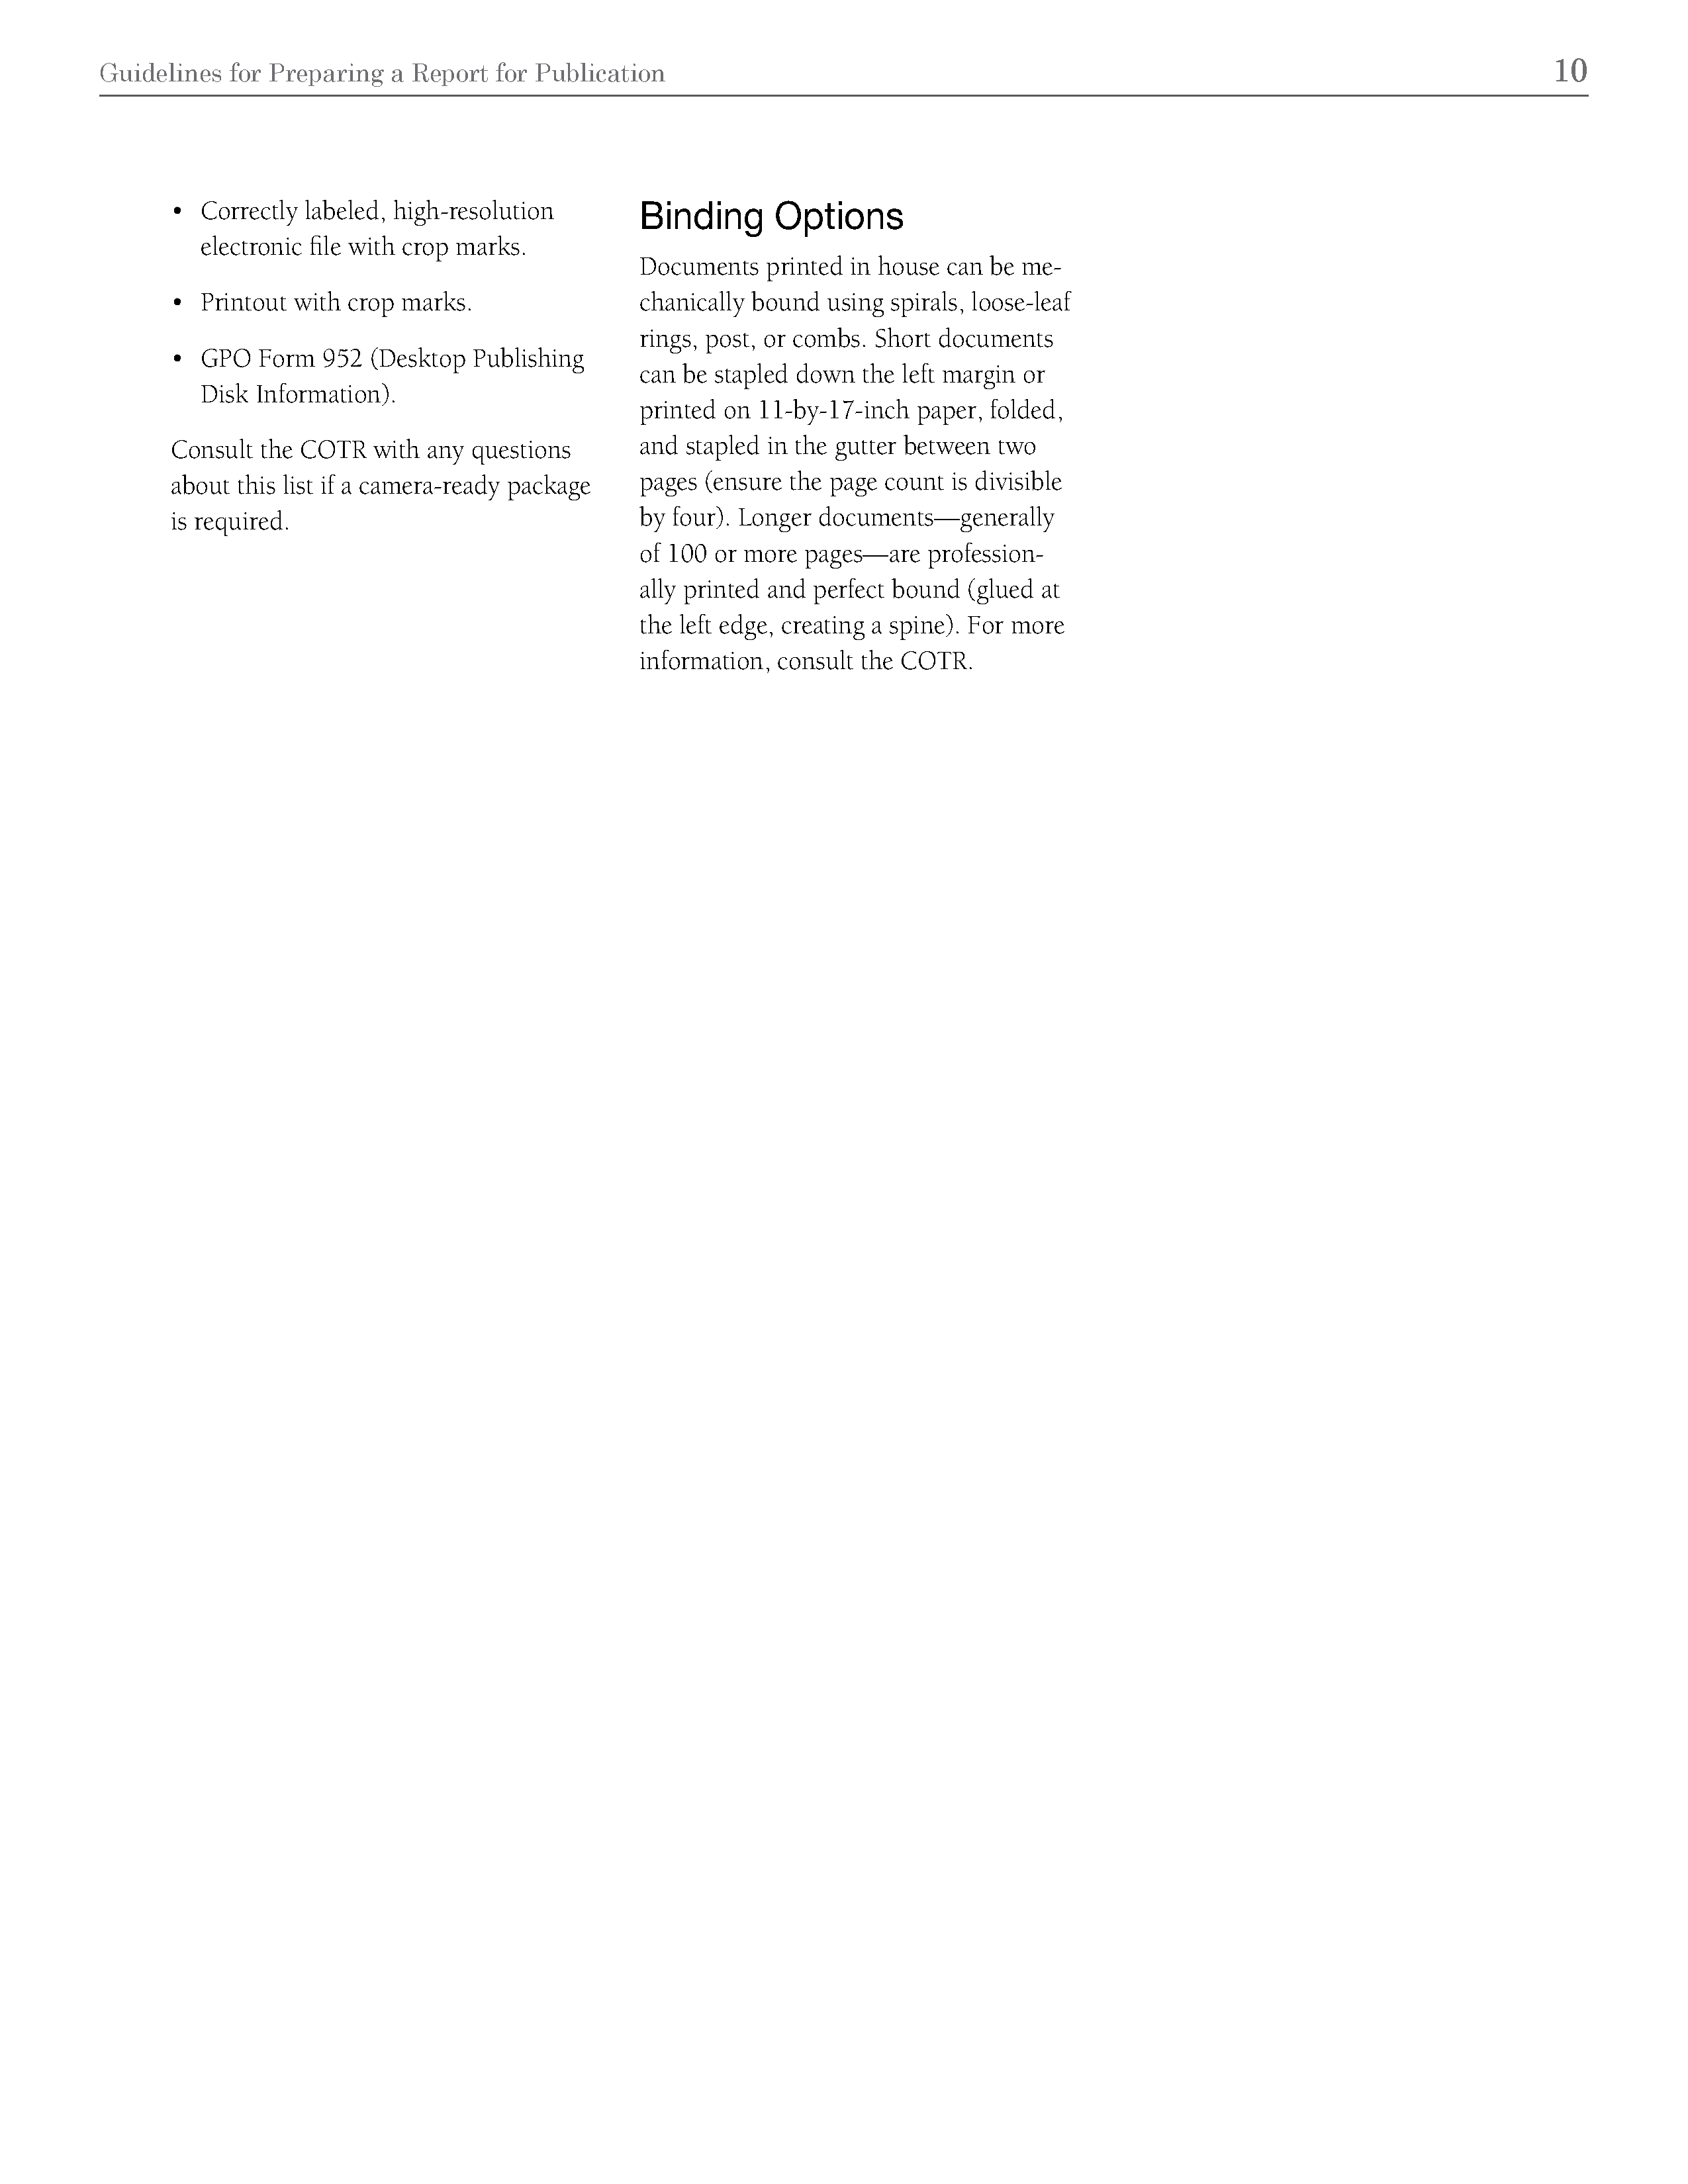 Guidelines for Preparing a Report for Publication
10
• Correctly labeled, high-resolution
electronic file with crop marks.
• Printout with crop marks.
• GPO Form 952 (Desktop Publishing
Disk Information).
Consult the COTR with any questions
about this list if a camera-ready package
is required.
Binding Options
Documents printed in house can be me-
chanically bound using spirals, loose-leaf
rings, post, or combs. Short documents
can be stapled down the left margin or
printed on 11-by-17-inch paper, folded,
and stapled in the gutter between two
pages (ensure the page count is divisible
by four). Longer documents—generally
of 100 or more pages—are profession-
ally printed and perfect bound (glued at
the left edge, creating a spine). For more
information, consult the COTR.